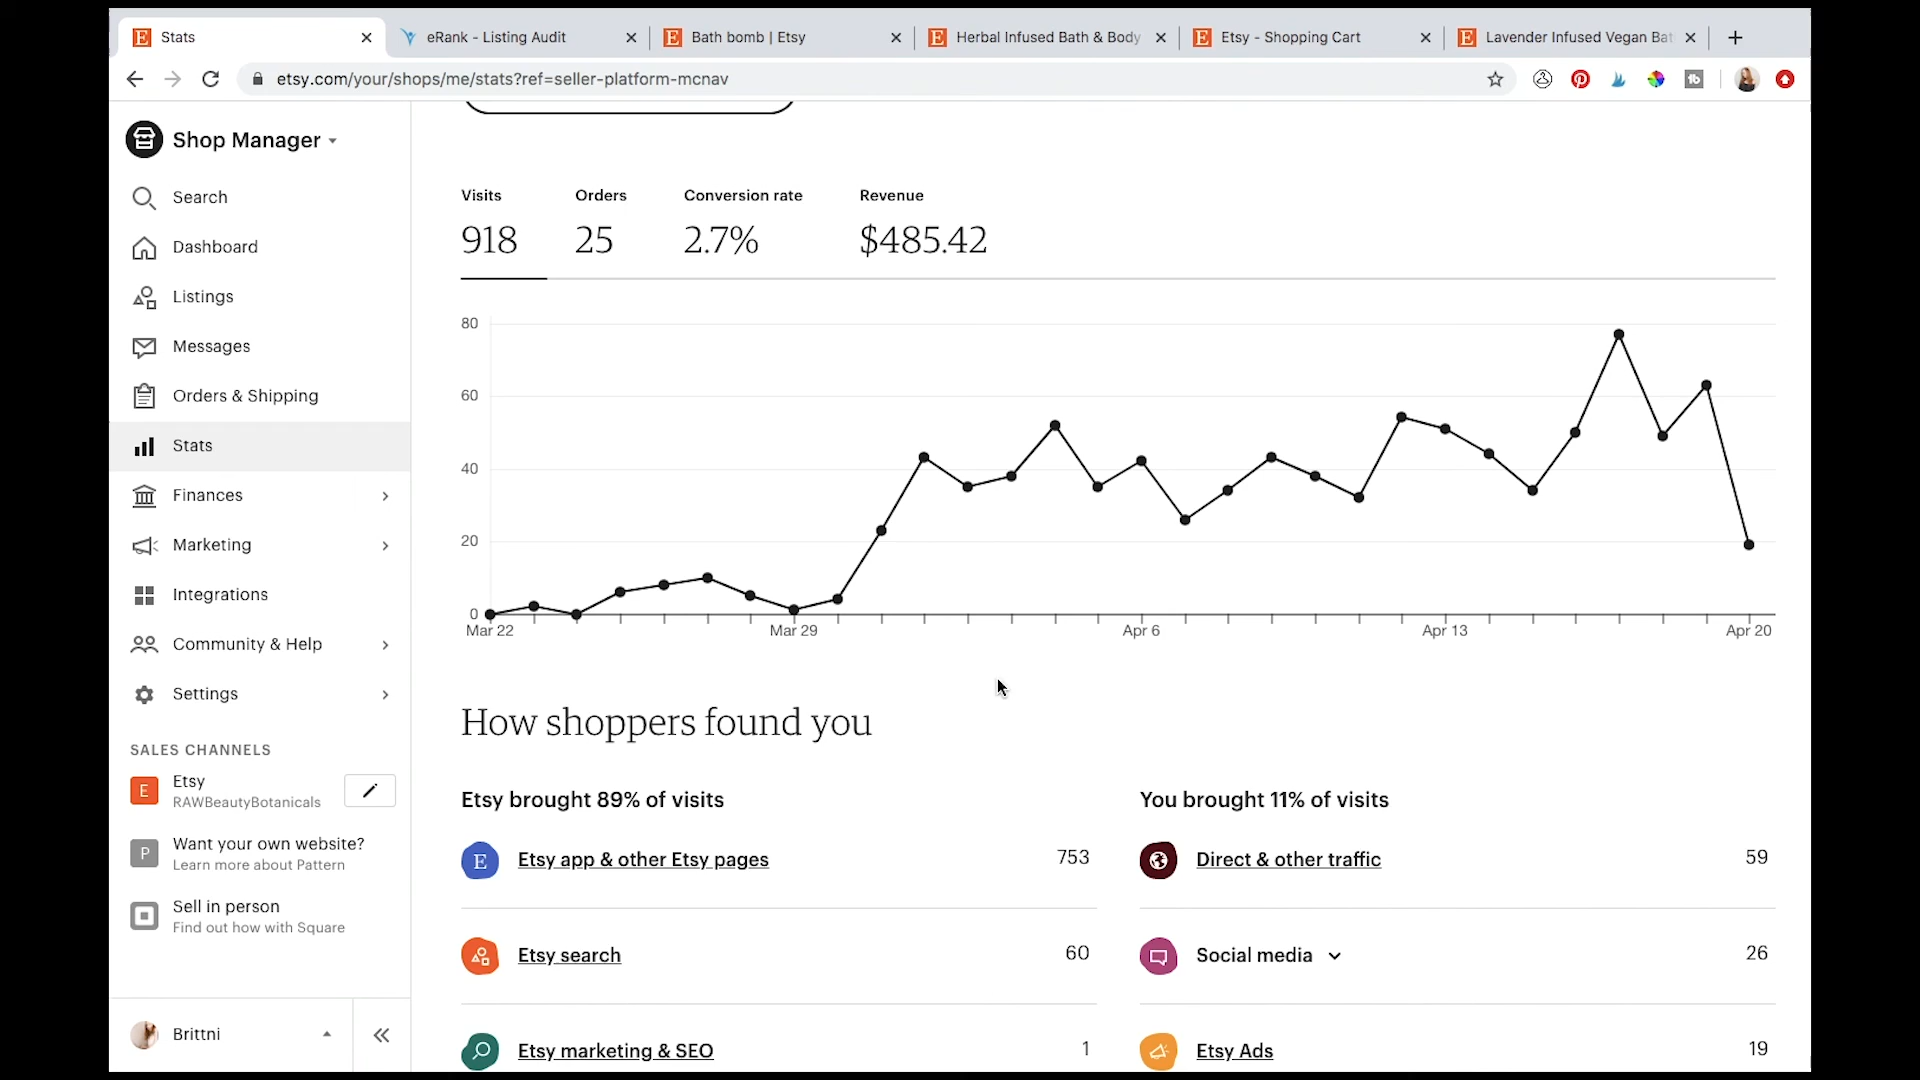 Stats
eRank - Listing Audit
Bath bomb | Etsy
Herbal Infused Bath & Body
Etsy - Shopping Cart
Lavender Infused Vegan Bat
etsy.com/your/shops/me/stats?ref=seller-platform-mcnav
Shop Manager
Search
Dashboard
Listings
Messages
Orders & Shipping
Stats
Finances
Marketing
Integrations
Community & Help
Settings
SALES CHANNELS
E
Etsy
RAWBeautyBotanicals
P
Want your own website?
Learn more about Pattern
Sell in person
Find out how with Square
Brittni
Visits
918
Orders
25
Conversion rate
2.7%
Revenue
$485.42
80
60
40
20
0
Mar 22
Mar 29
Apr 6
Apr 13
Apr 20
How shoppers found you
Etsy brought 89% of visits
E
Etsy app & other Etsy pages
753
Etsy search
60
Etsy marketing & SEO
1
You brought 11% of visits
Direct & other traffic
59
Social media
26
Etsy Ads
19